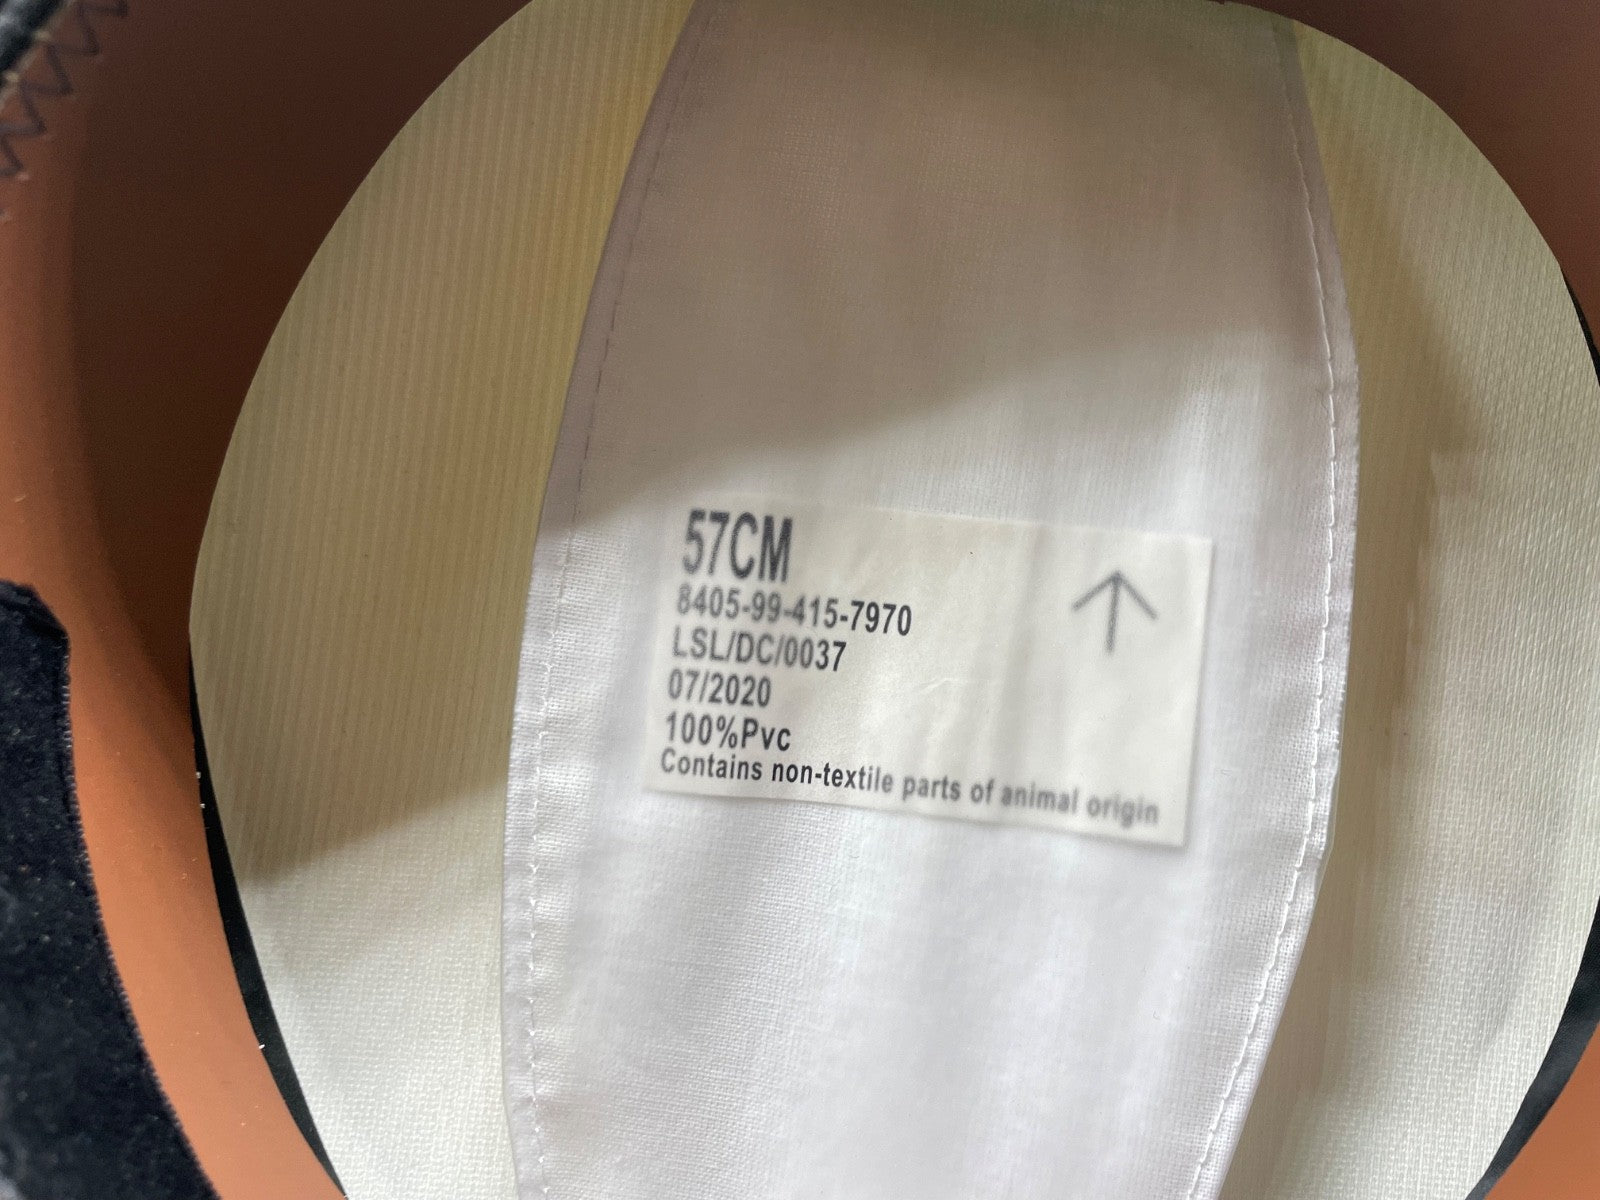 57CM
8405-99-415-7970
LSL/DC/0037
07/2020
100%Pvc
Contains non-textile parts of animal origin